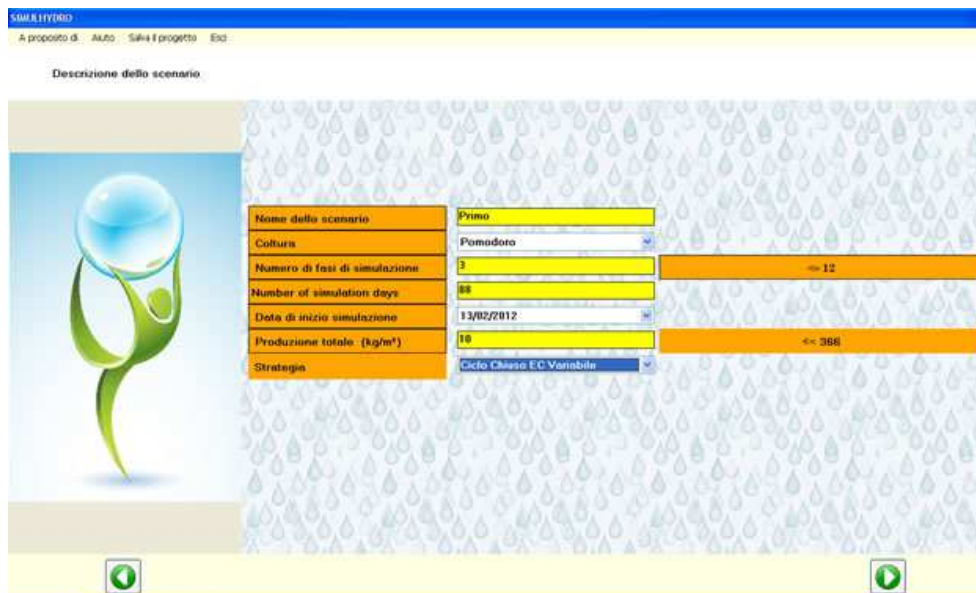 SIMULHYDRO
A proposito di Aiuto Salva il progetto Esci
Descrizione dello scenario
Nome dello scenario Primo
Coltura Pomodoro
Numero di fasi di simulazione 3 <= 12
Number of simulation days 88
Data di inizio simulazione 13/02/2012
Produzione totale (kg/m²) 10 <= 366
Strategia Ciclo Chiuso EC Variabile